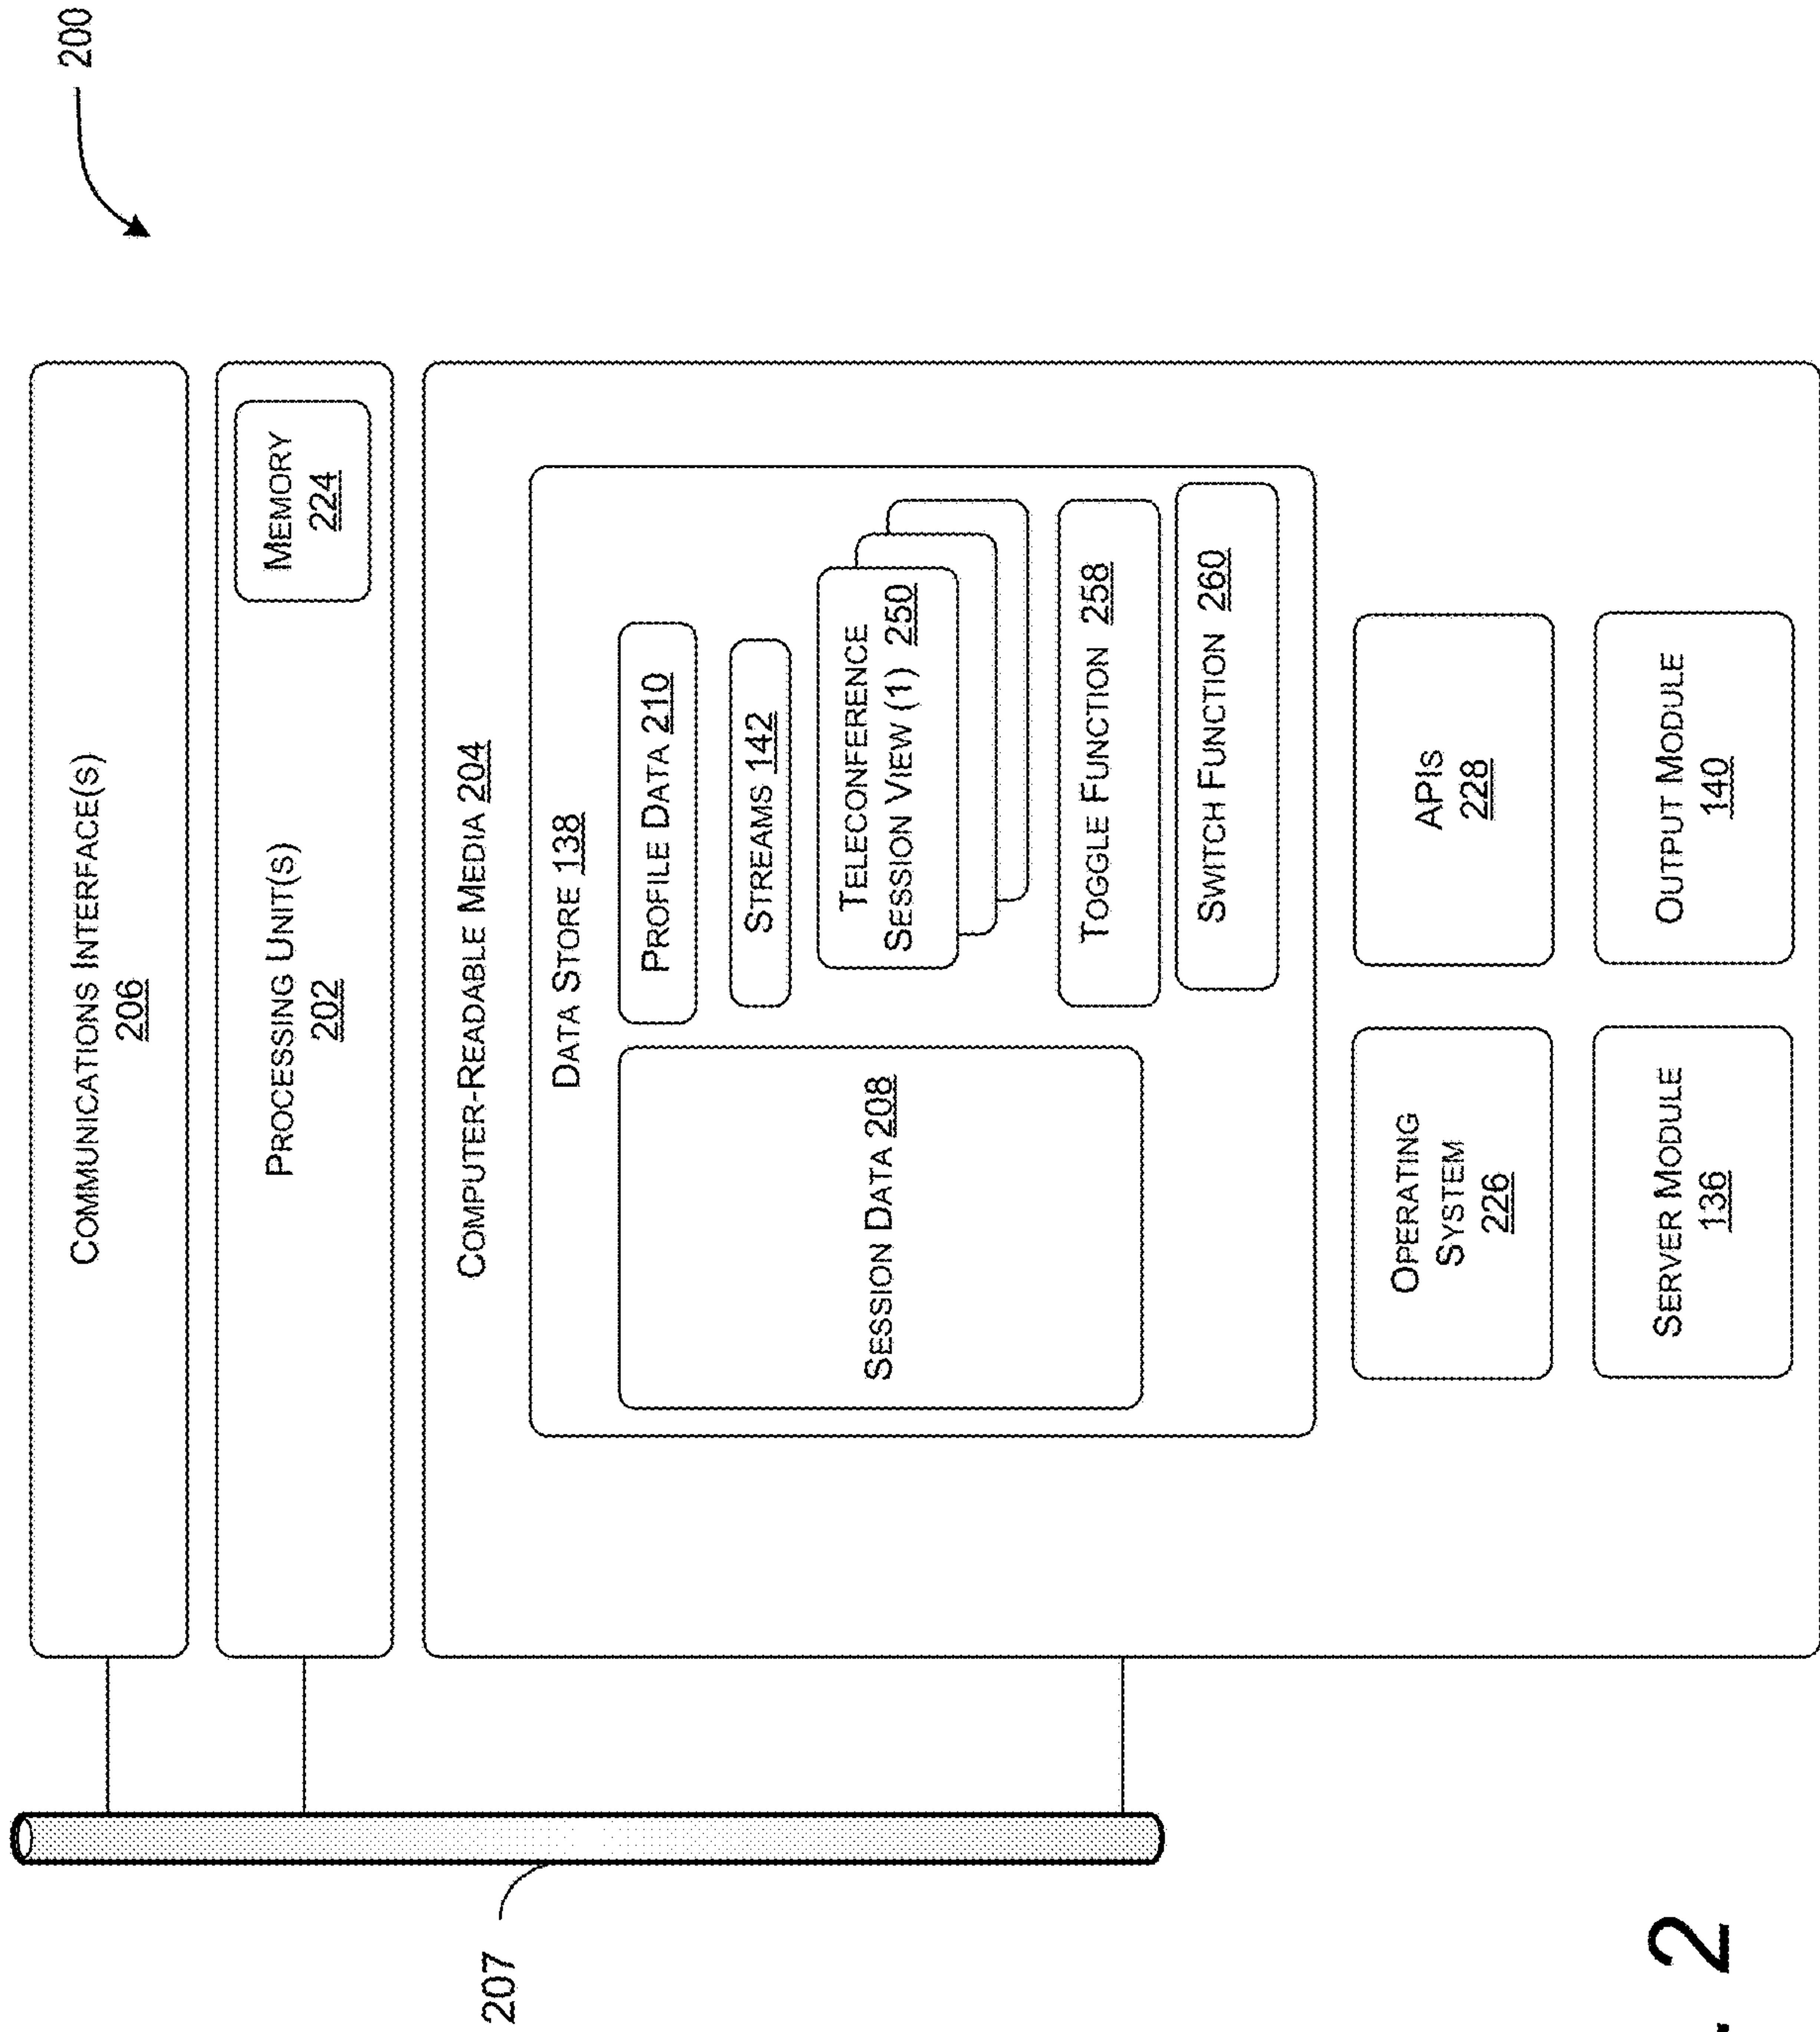 200
COMMUNICATIONS INTERFACE(S)
206
PROCESSING UNIT(S)
202
MEMORY
224
COMPUTER-READABLE MEDIA 204
DATA STORE 138
SESSION DATA 208
PROFILE DATA 210
STREAMS 142
TELECONFERENCE
SESSION VIEW (1) 250
TOGGLE FUNCTION 258
SWITCH FUNCTION 260
OPERATING
SYSTEM
226
APIS
228
SERVER MODULE
136
OUTPUT MODULE
140
207
. 2